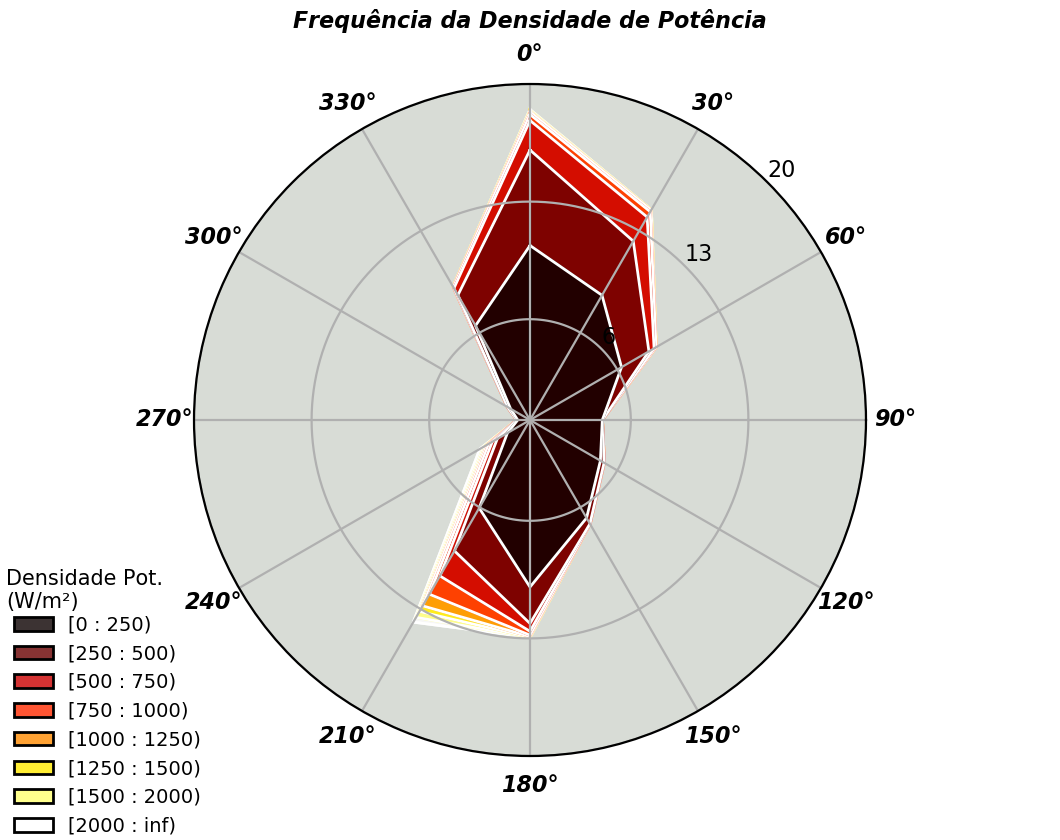 Frequência da Densidade de Potência
0°
330°
30°
20
300°
60°
13
6
270°
90°
Densidade Pot.
(W/m²)
240°
120°
[0 : 250)
[250 : 500)
[500 : 750)
[750 : 1000)
210°
150°
[1000 : 1250)
[1250 : 1500)
180°
[1500 : 2000)
[2000 : inf)